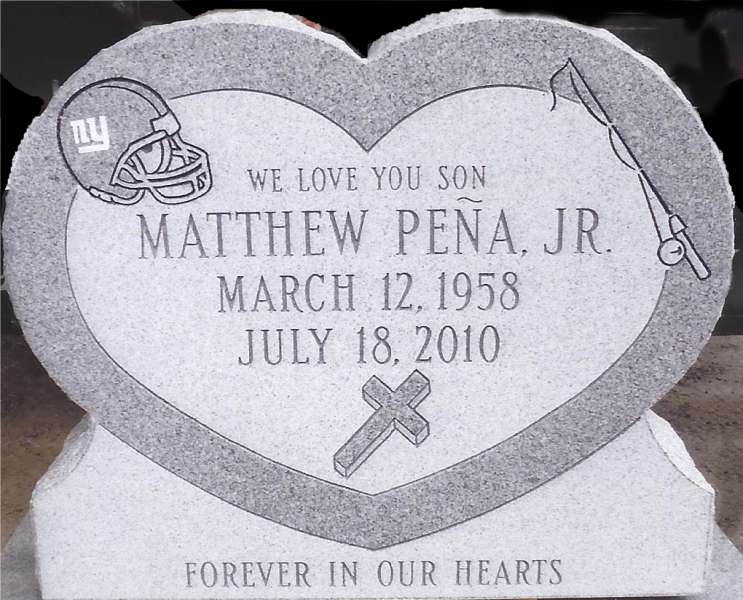 ny
WE LOVE YOU SON
MATTHEW PEÑA, JR.
MARCH 12, 1958
JULY 18, 2010
FOREVER IN OUR HEARTS